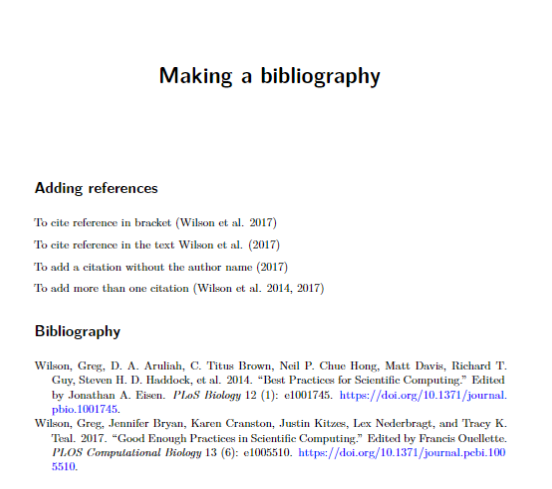 Making a bibliography
Adding references
To cite reference in bracket (Wilson et al. 2017)
To cite reference in the text Wilson et al. (2017)
To add a citation without the author name (2017)
To add more than one citation (Wilson et al. 2014, 2017)
Bibliography
Wilson, Greg, D. A. Aruliah, C. Titus Brown, Neil P. Chue Hong, Matt Davis, Richard T.
Guy, Steven H. D. Haddock, et al. 2014. “Best Practices for Scientific Computing.” Edited
by Jonathan A. Eisen. PLoS Biology 12 (1): e1001745. https://doi.org/10.1371/journal.
pbio.1001745.
Wilson, Greg, Jennifer Bryan, Karen Cranston, Justin Kitzes, Lex Nederbragt, and Tracy K.
Teal. 2017. “Good Enough Practices in Scientific Computing.” Edited by Francis Ouellette.
PLOS Computational Biology 13 (6): e1005510. https://doi.org/10.1371/journal.pcbi.100
5510.